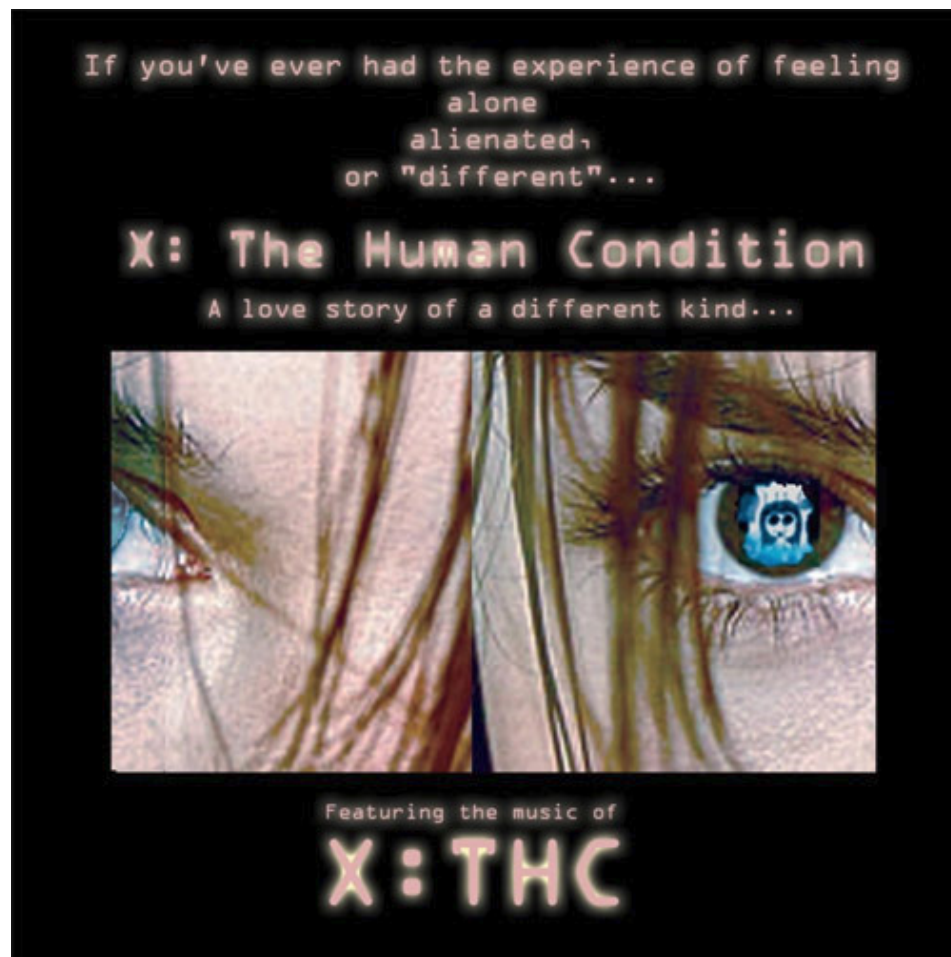 If you've ever had the experience of feeling
alone
alienated,
or "different"...
X: The Human Condition
A love story of a different kind...
Featuring the music of
X:THC